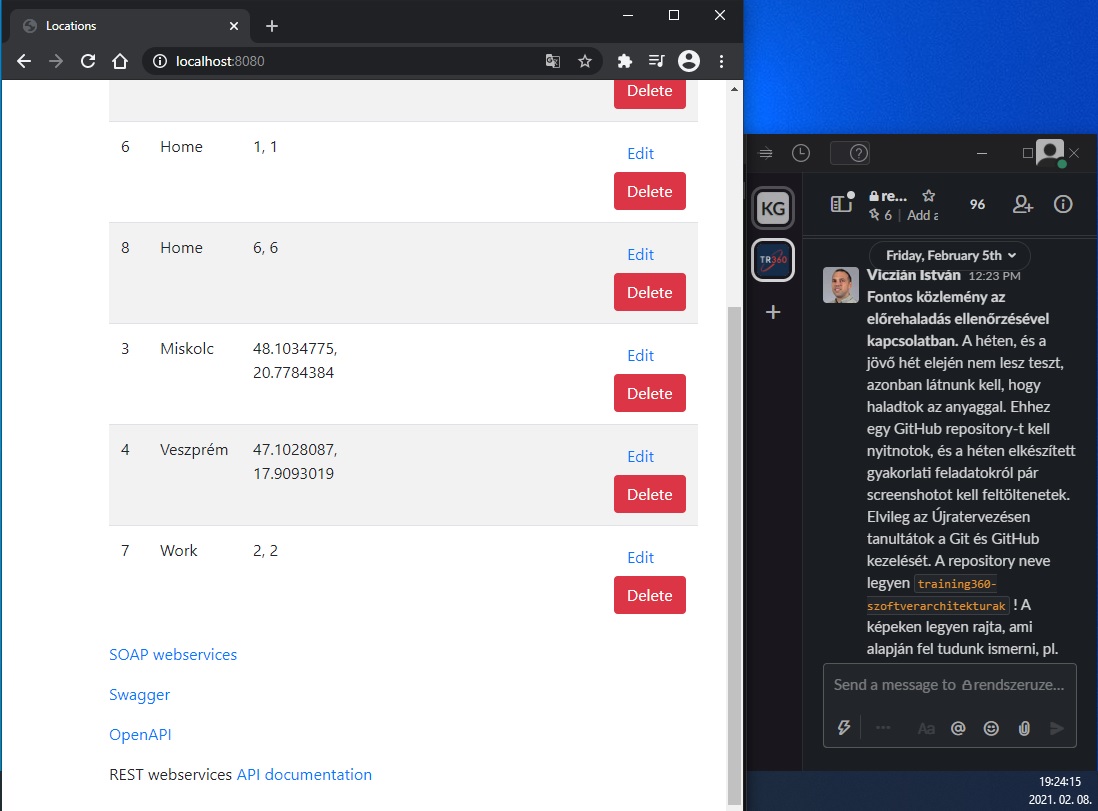 Locations
localhost:8080
Delete
6 Home 1, 1 Edit
Delete
8 Home 6, 6 Edit
Delete
3 Miskolc 48.1034775, Edit
20.7784384
Delete
4 Veszprém 47.1028087, Edit
17.9093019
Delete
7 Work 2, 2 Edit
Delete
SOAP webservices
Swagger
OpenAPI
REST webservices API documentation
KG
TR360
re... 96
6 | Add a
Friday, February 5th
Viczián István 12:23 PM
Fontos közlemény az
előrehaladás ellenőrzésével
kapcsolatban. A héten, és a
jövő hét elején nem lesz teszt,
azonban látnunk kell, hogy
haladtok az anyaggal. Ehhez
egy GitHub repository-t kell
nyitnotok, és a héten elkészített
gyakorlati feladatokról pár
screenshotot kell feltöltenetek.
Elvileg az Újratervezésen
tanultátok a Git és GitHub
kezelését. A repository neve
legyen training360-
szoftverarchitekturak ! A
képeken legyen rajta, ami
alapján fel tudunk ismerni, pl.
Send a message to rendszeruze...
Aa @
19:24:15
2021. 02. 08.